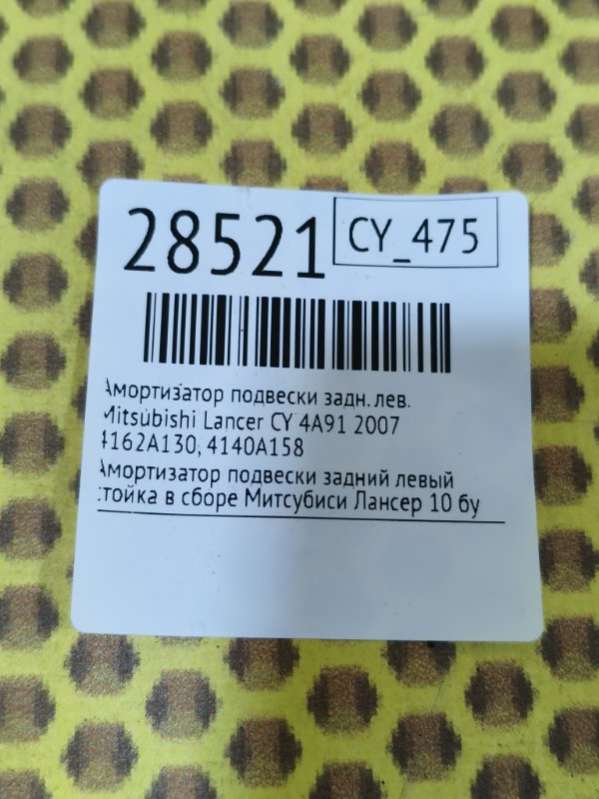 28521
CY_475
Амортизатор подвески задн. лев.
Mitsubishi Lancer CY 4A91 2007
4162A130, 4140A158
Амортизатор подвески задний левый
стойка в сборе Митсубиси Лансер 10 бу